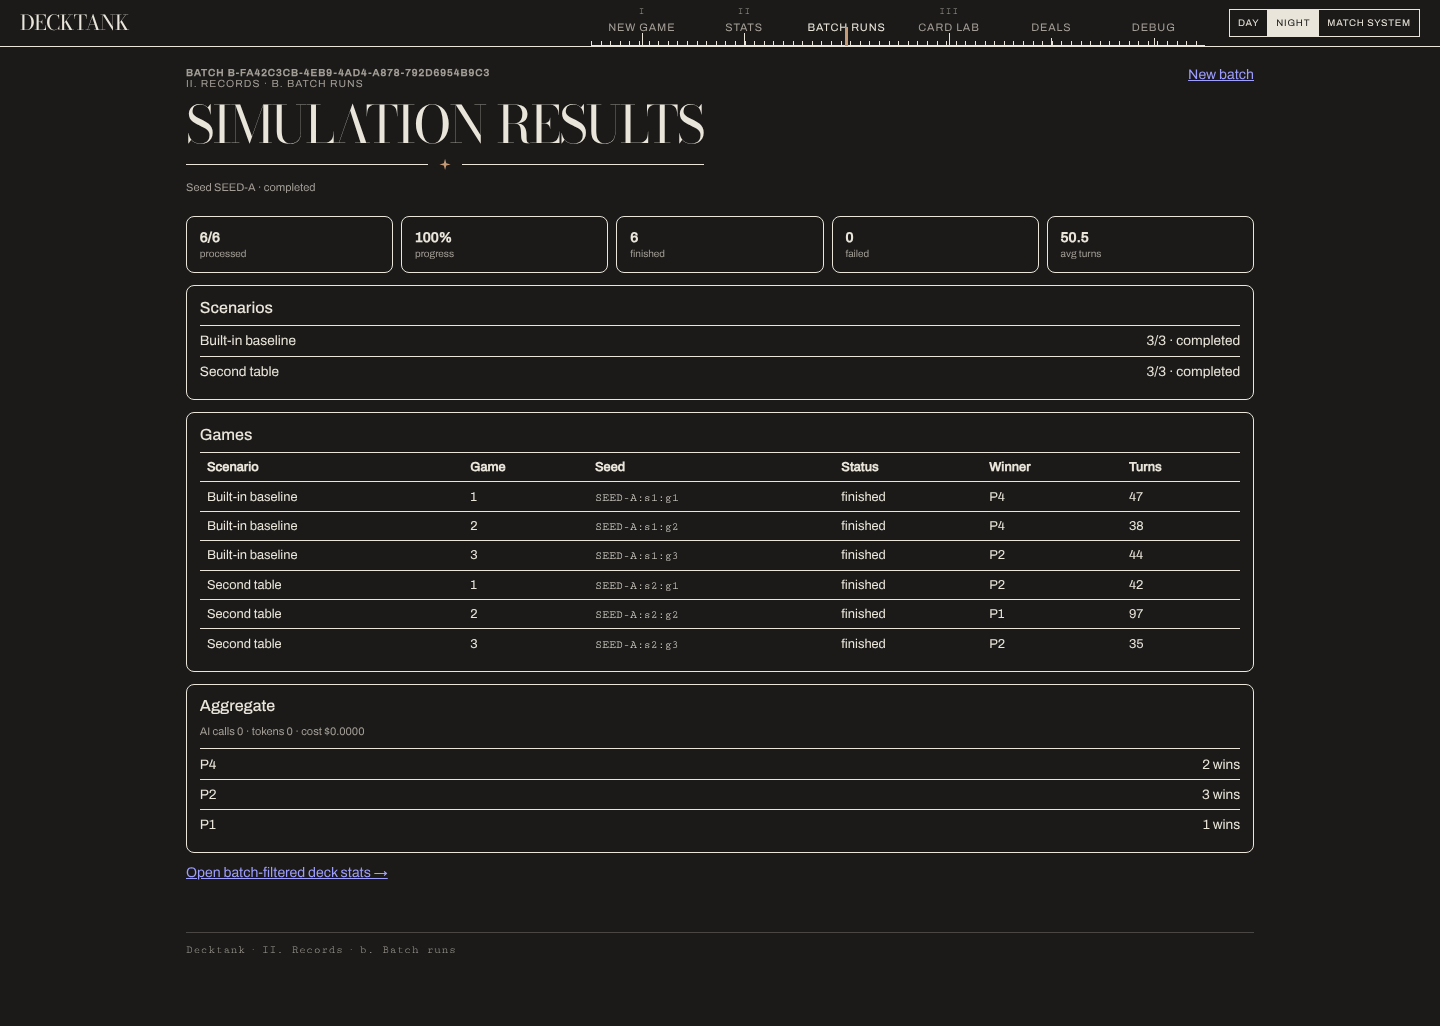 DECKTANK
I II III
NEW GAME STATS BATCH RUNS CARD LAB DEALS DEBUG
DAY NIGHT MATCH SYSTEM
BATCH B-FA42C3CB-4EB9-4AD4-A878-792D6954B9C3
II. RECORDS · B. BATCH RUNS
New batch
SIMULATION RESULTS
Seed SEED-A · completed
6/6 100% 6 0 50.5
processed progress finished failed avg turns
Scenarios
Built-in baseline 3/3 · completed
Second table 3/3 · completed
Games
Scenario Game Seed Status Winner Turns
Built-in baseline 1 SEED-A:s1:g1 finished P4 47
Built-in baseline 2 SEED-A:s1:g2 finished P4 38
Built-in baseline 3 SEED-A:s1:g3 finished P2 44
Second table 1 SEED-A:s2:g1 finished P2 42
Second table 2 SEED-A:s2:g2 finished P1 97
Second table 3 SEED-A:s2:g3 finished P2 35
Aggregate
AI calls 0 · tokens 0 · cost $0.0000
P4 2 wins
P2 3 wins
P1 1 wins
Open batch-filtered deck stats →
Decktank · II. Records · b. Batch runs